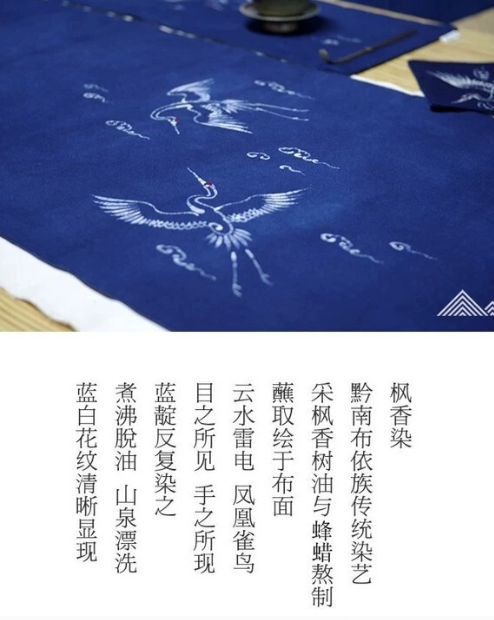 枫香染
黔南布依族传统染艺
采枫香树油与蜂蜡熬制
蘸取绘于布面
云水雷电 凤凰雀鸟
目之所见 手之所现
蓝靛反复染之
煮沸脱油 山泉漂洗
蓝白花纹清晰显现